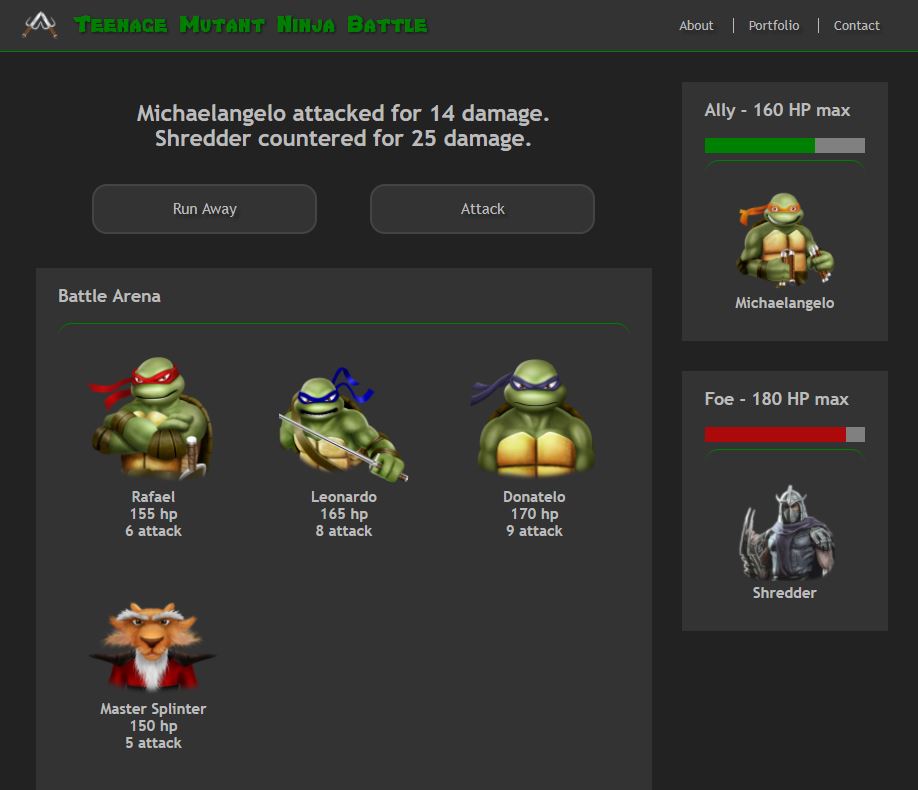 Teenage Mutant Ninja Battle
About
Portfolio
Contact
Michaelangelo attacked for 14 damage.
Shredder countered for 25 damage.
Run Away
Attack
Ally - 160 HP max
Michaelangelo
Foe - 180 HP max
Shredder
Battle Arena
Rafael
155 hp
6 attack
Leonardo
165 hp
8 attack
Donatelo
170 hp
9 attack
Master Splinter
150 hp
5 attack